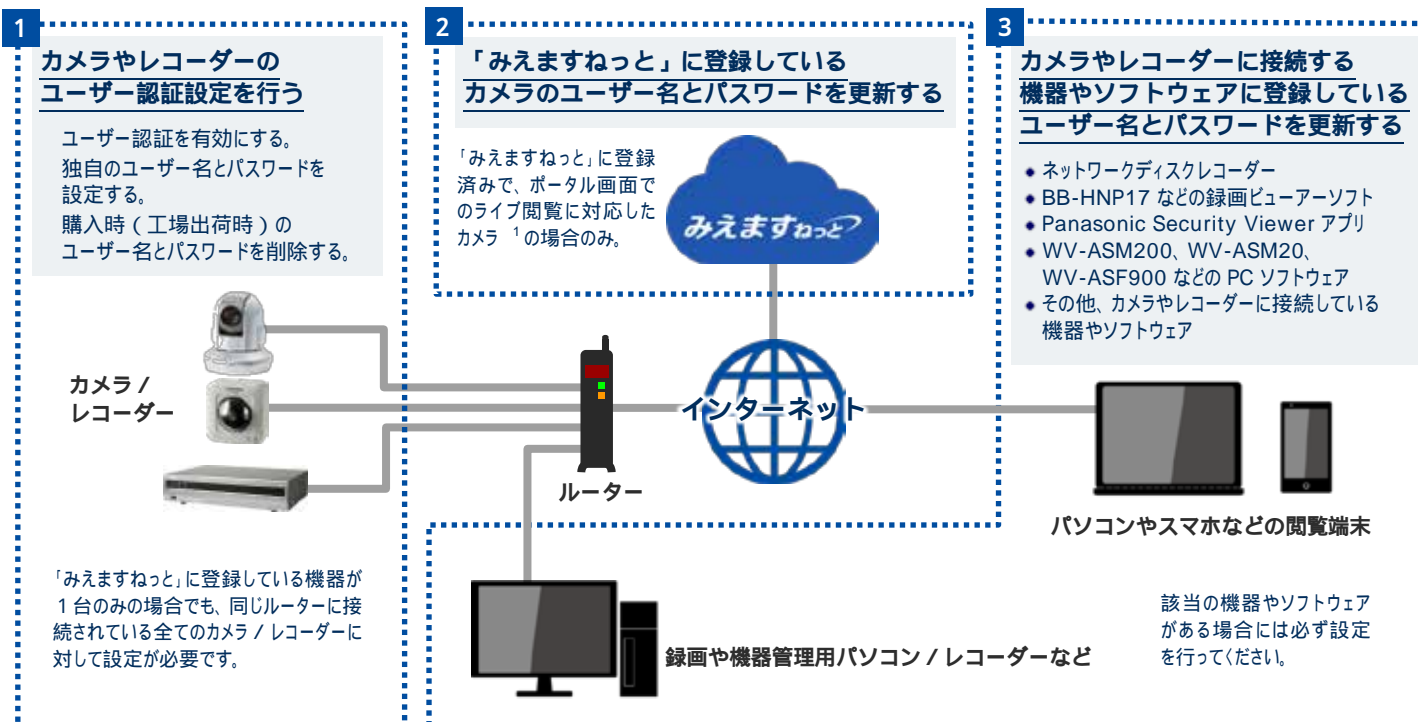 1
カメラやレコーダーの
ユーザー認証設定を行う
ユーザー認証を有効にする。
独自のユーザー名とパスワードを
設定する。
購入時（工場出荷時）の
ユーザー名とパスワードを削除する。
カメラ /
レコーダー
「みえますねっと」に登録している機器が
1 台のみの場合でも、同じルーターに接
続されている全てのカメラ / レコーダーに
対して設定が必要です。
2
「みえますねっと」に登録している
カメラのユーザー名とパスワードを更新する
「みえますねっと」に登録
済みで、ポータル画面で
のライブ閲覧に対応した
カメラ 1の場合のみ。
みえますねっと
ルーター
インターネット
録画や機器管理用パソコン / レコーダーなど
3
カメラやレコーダーに接続する
機器やソフトウェアに登録している
ユーザー名とパスワードを更新する
• ネットワークディスクレコーダー
• BB-HNP17 などの録画ビューアーソフト
• Panasonic Security Viewer アプリ
• WV-ASM200、WV-ASM20、
WV-ASF900 などの PC ソフトウェア
• その他、カメラやレコーダーに接続している
機器やソフトウェア
パソコンやスマホなどの閲覧端末
該当の機器やソフトウェア
がある場合には必ず設定
を行ってください。